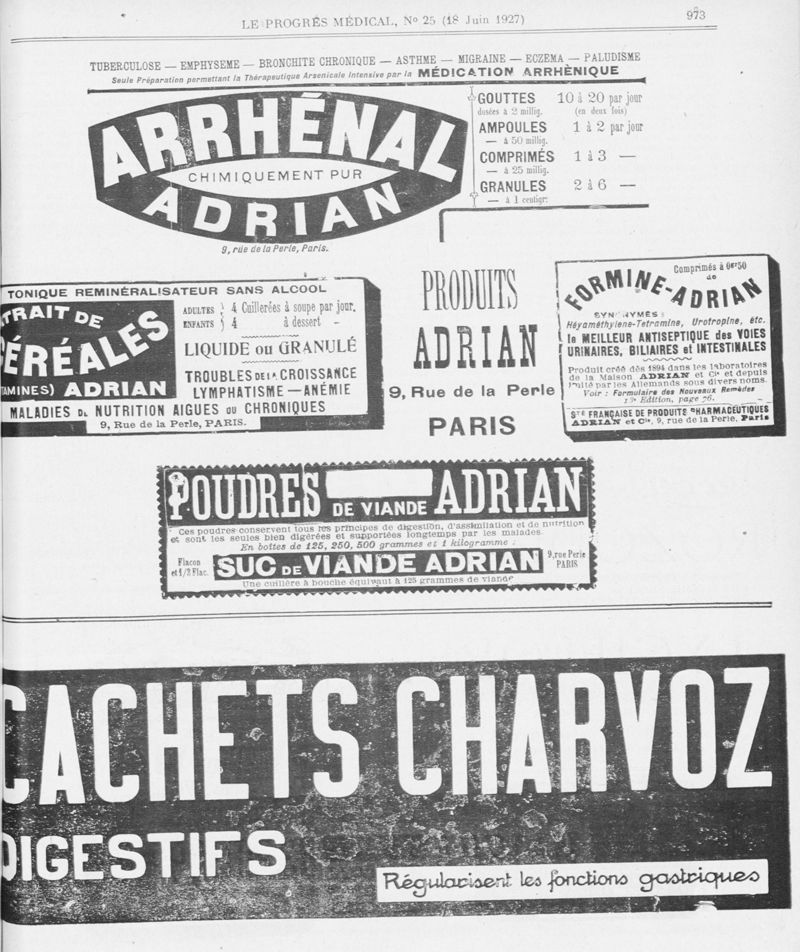 LE PROGRÈS MÉDICAL, No 25 (18 Juin 1927)
973
TUBERCULOSE — EMPHYSEME — BRONCHITE CHRONIQUE — ASTHME — MIGRAINE — ECZEMA — PALUDISME
Seule Préparation permettant la Thérapeutique Arsenicale Intensive par la MÉDICATION ARRHÈNIQUE
ARRHÉNAL
CHIMIQUEMENT PUR
ADRIAN
9, rue de la Perle, Paris.
GOUTTES 10 à 20 par jour
dosées à 2 millig. (en deux fois)
AMPOULES 1 à 2 par jour
— à 50 millig.
COMPRIMÉS 1 à 3 —
— à 25 millig.
GRANULES 2 à 6 —
— à 1 centigr.
TONIQUE REMINÉRALISATEUR SANS ALCOOL
TRAIT DE
CÉRÉALES
TAMINES) ADRIAN
ADULTES } 4 Cuillerées à soupe par jour.
ENFANTS } 4 à dessert –
LIQUIDE ou GRANULÉ
TROUBLES DE LA CROISSANCE
LYMPHATISME — ANÉMIE
MALADIES DE NUTRITION AIGUES OU CHRONIQUES
9, Rue de la Perle, PARIS.
PRODUITS
ADRIAN
9, Rue de la Perle
PARIS
Comprimés à 0gr50
de
FORMINE-ADRIAN
SYNONYMES :
Héyaméthylene-Tetramine, Urotropine, etc.
le MEILLEUR ANTISEPTIQUE des VOIES
URINAIRES, BILIAIRES et INTESTINALES
Produit créé dès 1894 dans les laboratoires
de la Maison ADRIAN et Cie et depuis
imité par les Allemands sous divers noms.
Voir : Formulaire des Nouveaux Remèdes
Edition, page 76.
STÉ FRANÇAISE DE PRODUITS PHARMACEUTIQUES
ADRIAN et Cie, 9, rue de la Perle, Paris
POUDRES DE VIANDE ADRIAN
Ces poudres conservent tous les principes de digestion, d'assimilation et de nutrition
et sont les seules bien digérées et supportées longtemps par les malades.
En boîtes de 125, 250, 500 grammes et 1 kilogramme :
Flacon
et 1/2 Flac.
SUC DE VIANDE ADRIAN
9, rue Perle
PARIS
Une cuillère à bouche équivaut à 125 grammes de viande
CACHETS CHARVOZ
DIGESTIFS
Régularisent les fonctions gastriques